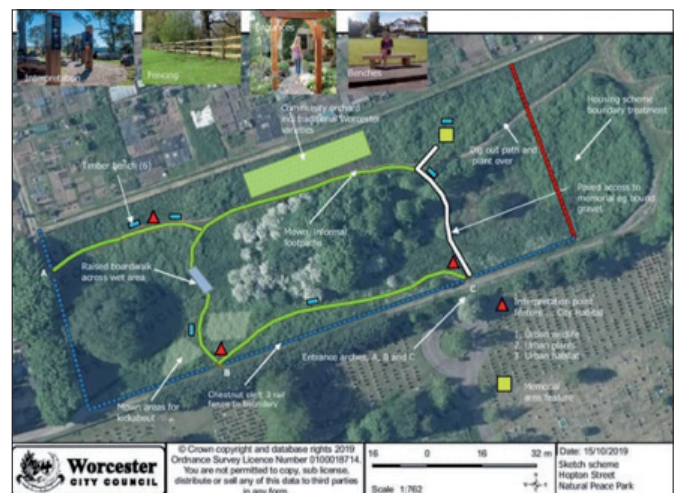 Interpretation
Fencing
Entrances
Benches
Community orchard
incl traditional Worcester
varieties
Timber bench (6)
Dig out path and
plant over
Housing scheme
boundary treatment
Mown, informal
footpaths
Paved access to
memorial eg bound
gravel
A
Raised boardwalk
across wet area
C
Interpretation point
feature ... City Habitat
1. Urban wildlife
2. Urban plants
3. Urban habitat
Entrance arches, A, B and C
B
Mown areas for
kickabout
Chestnut cleft 3 rail
fence to boundary
Memorial
area feature
Worcester
CITY COUNCIL
© Crown copyright and database rights 2019
Ordnance Survey Licence Number 0100018714.
You are not permitted to copy, sub license,
distribute or sell any of this data to third parties
in any form.
16 0 16 32 m
Scale 1:762
Date: 15/10/2019
Sketch scheme
Hopton Street
Natural Peace Park